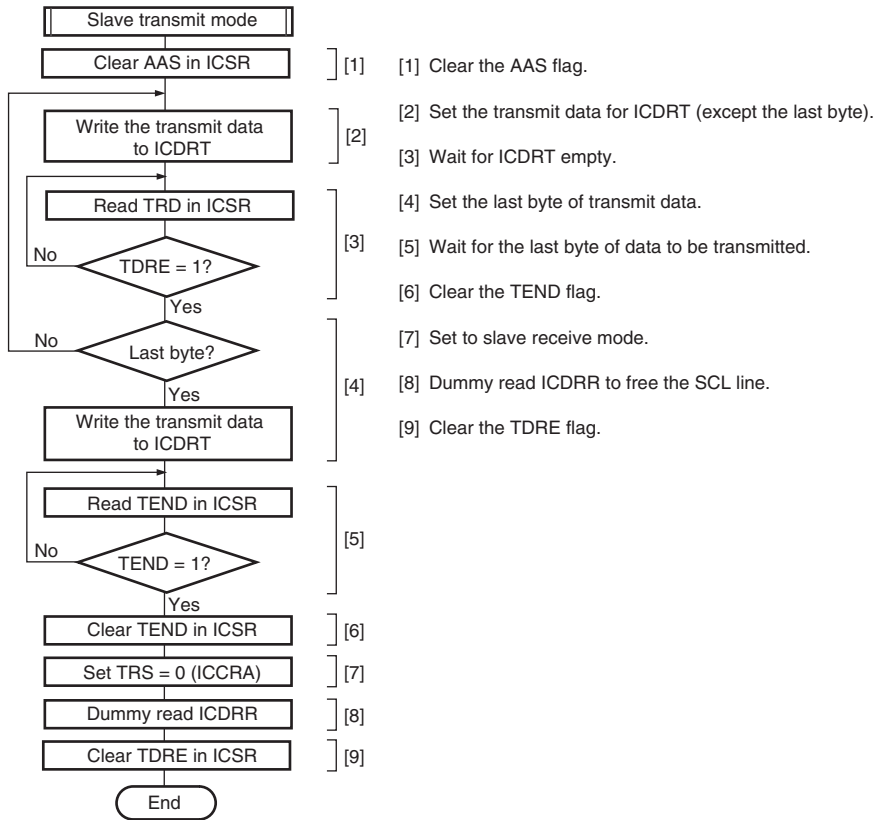 Slave transmit mode
Clear AAS in ICSR
[1]
Write the transmit data
to ICDRT
[2]
Read TRD in ICSR
No
TDRE = 1?
[3]
Yes
No
Last byte?
Yes
[4]
Write the transmit data
to ICDRT
Read TEND in ICSR
No
TEND = 1?
[5]
Yes
Clear TEND in ICSR
[6]
Set TRS = 0 (ICCRA)
[7]
Dummy read ICDRR
[8]
Clear TDRE in ICSR
[9]
End
[1] Clear the AAS flag.
[2] Set the transmit data for ICDRT (except the last byte).
[3] Wait for ICDRT empty.
[4] Set the last byte of transmit data.
[5] Wait for the last byte of data to be transmitted.
[6] Clear the TEND flag.
[7] Set to slave receive mode.
[8] Dummy read ICDRR to free the SCL line.
[9] Clear the TDRE flag.